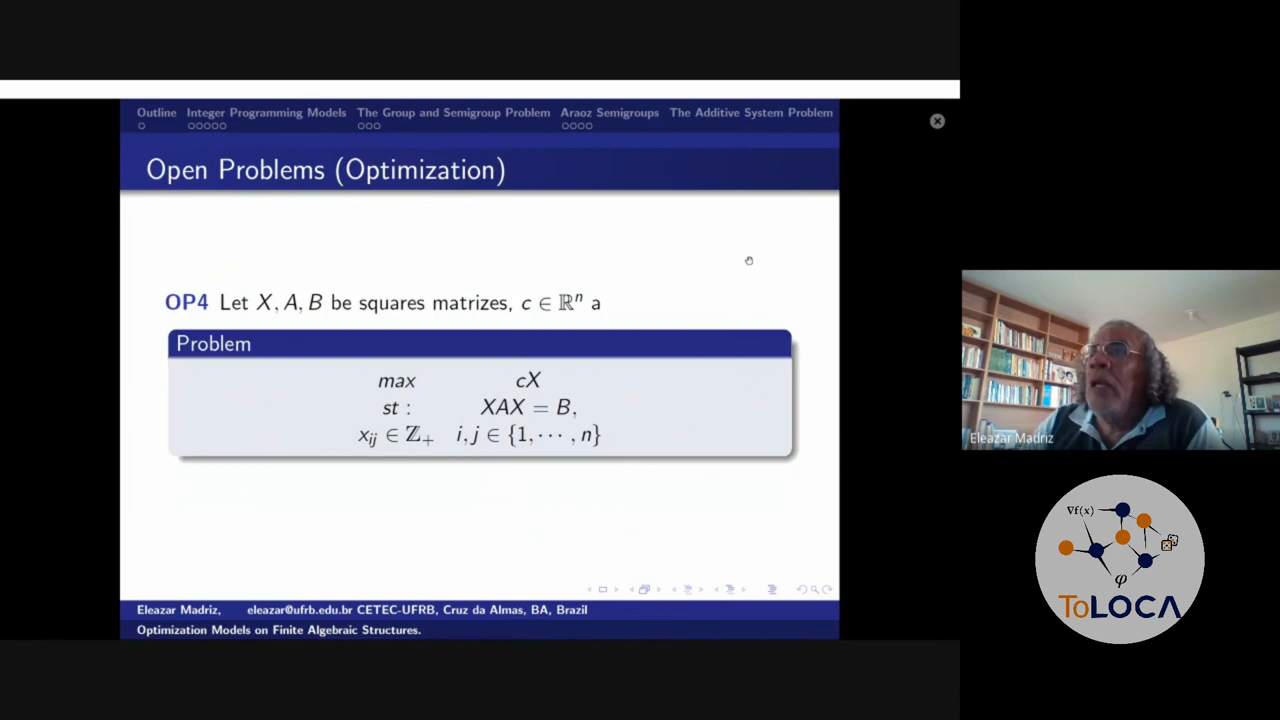 Outline Integer Programming Models The Group and Semigroup Problem Araoz Semigroups The Additive System Problem
Open Problems (Optimization)
OP4 Let X, A, B be squares matrizes, c ∈ ℝⁿ a
Problem
max cX
st : XAX = B,
xᵢⱼ ∈ ℤ₊ i, j ∈ {1, ⋯ , n}
Eleazar Madriz, eleazar@ufrb.edu.br CETEC-UFRB, Cruz da Almas, BA, Brazil
Optimization Models on Finite Algebraic Structures.
Eleazar Madriz
∇f(x)
φ
ToLOCA